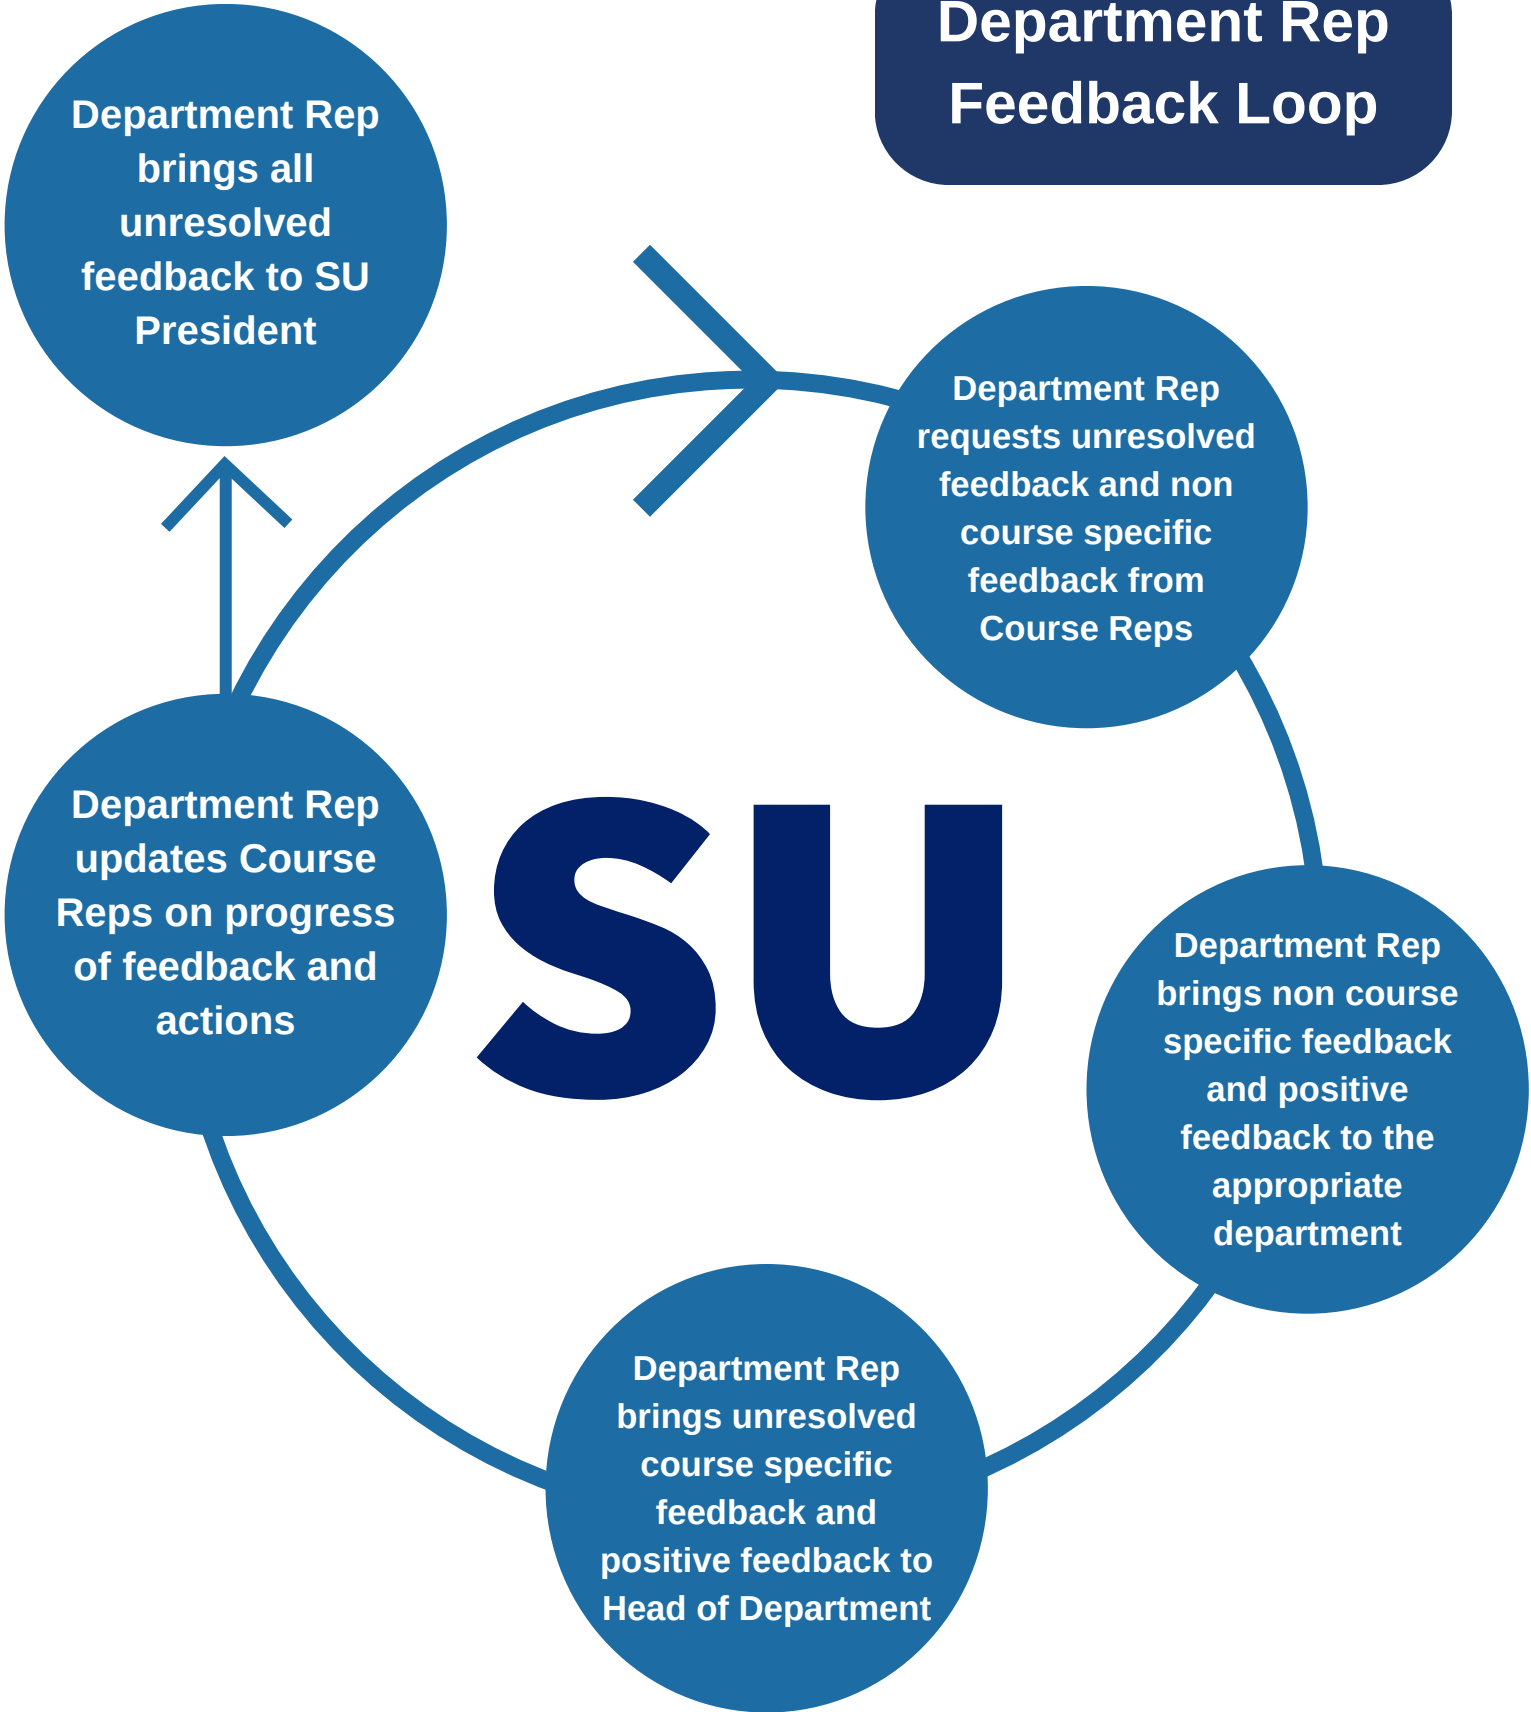 Department Rep
Feedback Loop
Department Rep
brings all
unresolved
feedback to SU
President
Department Rep
requests unresolved
feedback and non
course specific
feedback from
Course Reps
Department Rep
brings non course
specific feedback
and positive
feedback to the
appropriate
department
Department Rep
brings unresolved
course specific
feedback and
positive feedback to
Head of Department
Department Rep
updates Course
Reps on progress
of feedback and
actions
SU